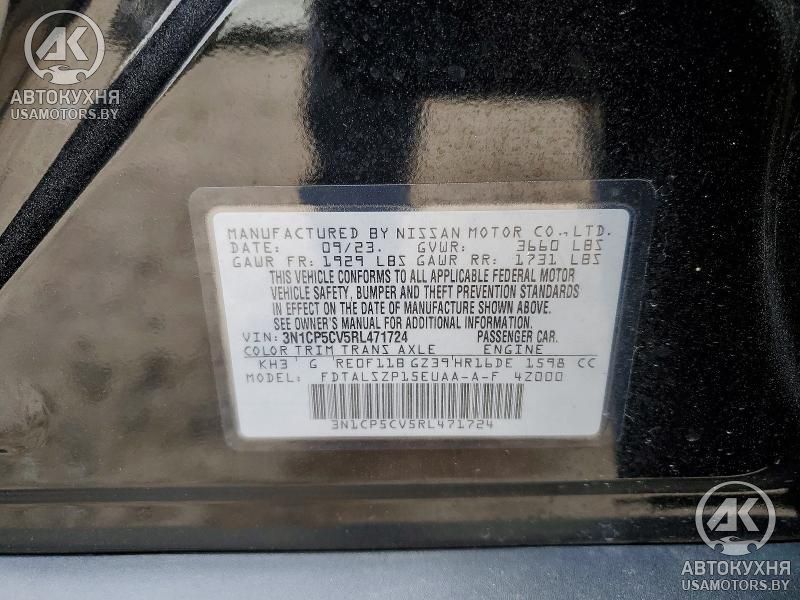 AK
АВТОКУХНЯ
USAMOTORS.BY
MANUFACTURED BY NISSAN MOTOR CO., LTD.
DATE: 09/23. GVWR: 3660 LBS
GAWR FR: 1929 LBS GAWR RR: 1731 LBS
THIS VEHICLE CONFORMS TO ALL APPLICABLE FEDERAL MOTOR
VEHICLE SAFETY, BUMPER AND THEFT PREVENTION STANDARDS
IN EFFECT ON THE DATE OF MANUFACTURE SHOWN ABOVE.
SEE OWNER'S MANUAL FOR ADDITIONAL INFORMATION.
VIN: 3N1CP5CV5RL471724 PASSENGER CAR.
COLOR TRIM TRANS AXLE ENGINE
KH3 G RE0F11B GZ39 HR16DE 1598 CC
MODEL: FDTALSZP15EUAA-A-F 4Z000
3N1CP5CV5RL471724
AK
АВТОКУХНЯ
USAMOTORS.BY